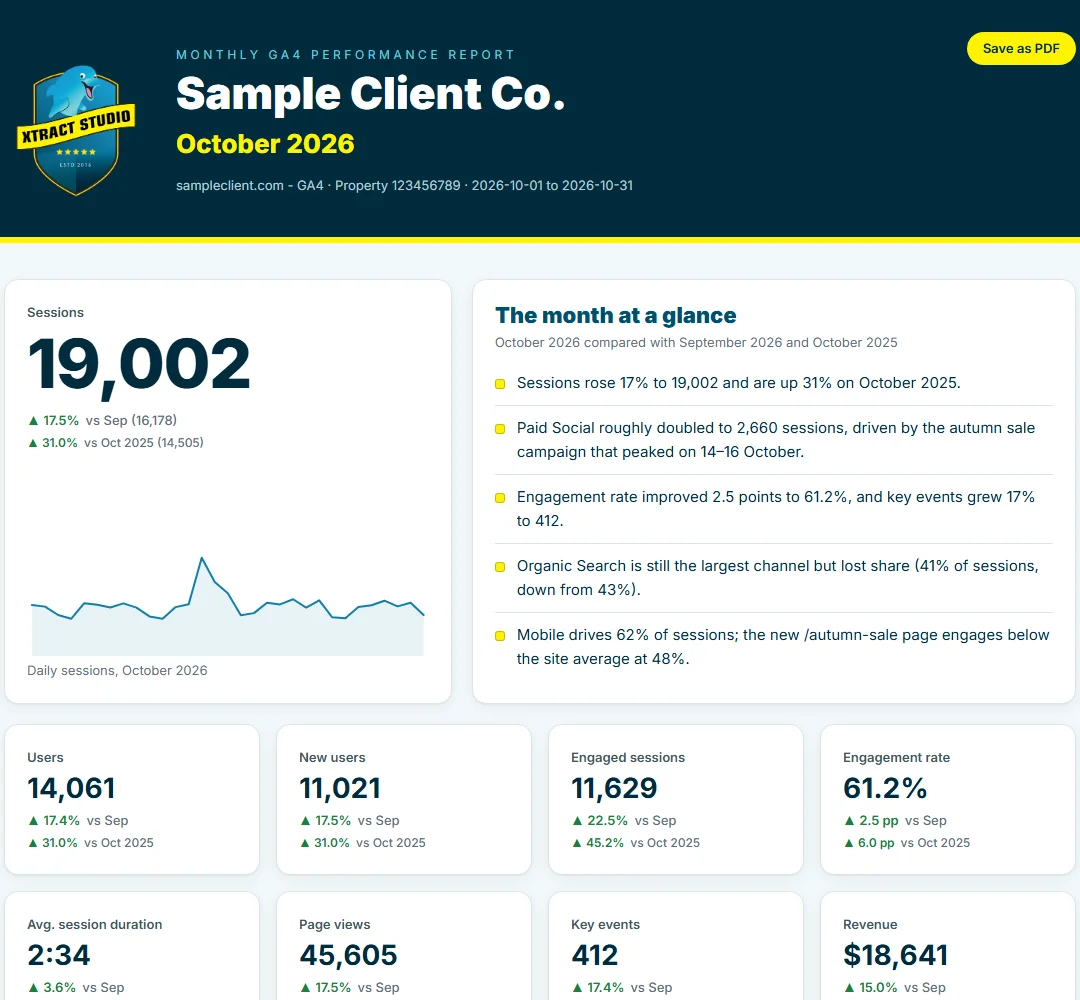 MONTHLY GA4 PERFORMANCE REPORT
Save as PDF
Sample Client Co.
October 2026
sampleclient.com - GA4 · Property 123456789 · 2026-10-01 to 2026-10-31
XTRACT STUDIO
ESTD 2016
Sessions
19,002
▲ 17.5% vs Sep (16,178)
▲ 31.0% vs Oct 2025 (14,505)
Daily sessions, October 2026
The month at a glance
October 2026 compared with September 2026 and October 2025
Sessions rose 17% to 19,002 and are up 31% on October 2025.
Paid Social roughly doubled to 2,660 sessions, driven by the autumn sale
campaign that peaked on 14–16 October.
Engagement rate improved 2.5 points to 61.2%, and key events grew 17%
to 412.
Organic Search is still the largest channel but lost share (41% of sessions,
down from 43%).
Mobile drives 62% of sessions; the new /autumn-sale page engages below
the site average at 48%.
Users
14,061
▲ 17.4% vs Sep
▲ 31.0% vs Oct 2025
New users
11,021
▲ 17.5% vs Sep
▲ 31.0% vs Oct 2025
Engaged sessions
11,629
▲ 22.5% vs Sep
▲ 45.2% vs Oct 2025
Engagement rate
61.2%
▲ 2.5 pp vs Sep
▲ 6.0 pp vs Oct 2025
Avg. session duration
2:34
▲ 3.6% vs Sep
Page views
45,605
▲ 17.5% vs Sep
Key events
412
▲ 17.4% vs Sep
Revenue
$18,641
▲ 15.0% vs Sep